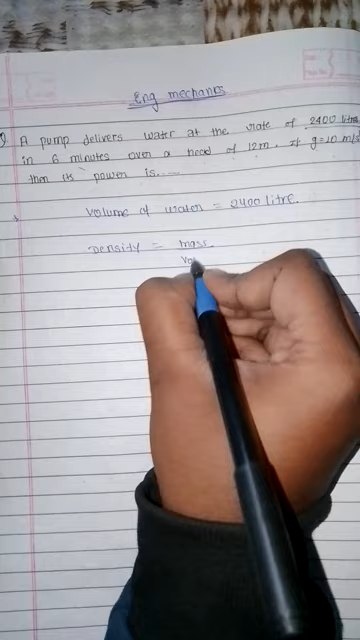 Eng mechanics
A pump delivers water at the rate of 2400 litre
in 6 minutes over a head of 12m. If g=10 m/s
then its power is.....
Volume of water = 2400 litre.
Density = mass
Vo